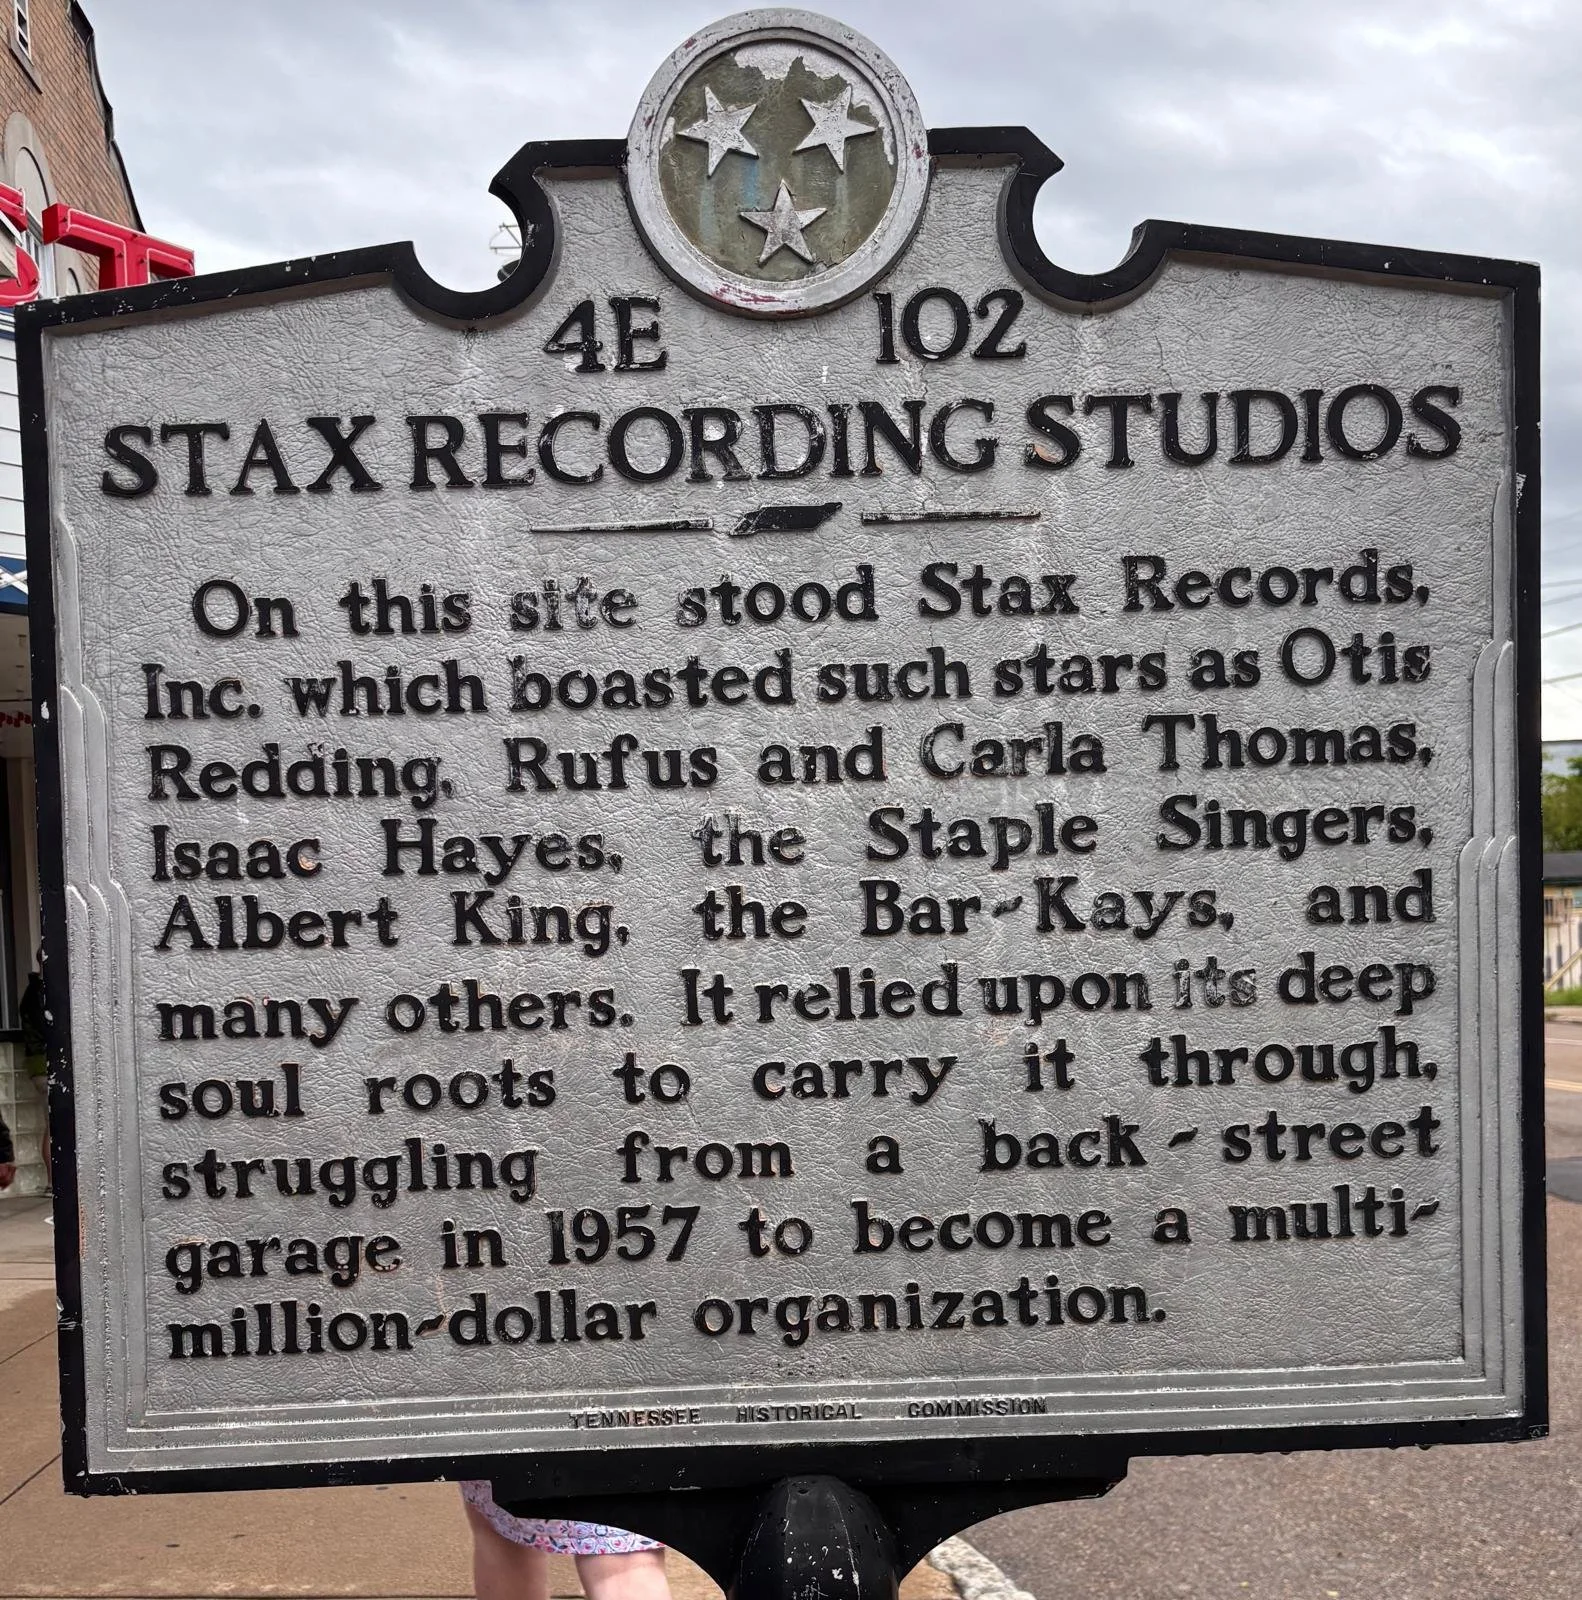 ST
4E 102
STAX RECORDING STUDIOS
On this site stood Stax Records,
Inc. which boasted such stars as Otis
Redding, Rufus and Carla Thomas,
Isaac Hayes, the Staple Singers,
Albert King, the Bar-Kays, and
many others. It relied upon its deep
soul roots to carry it through,
struggling from a back-street
garage in 1957 to become a multi-
million-dollar organization.
TENNESSEE HISTORICAL COMMISSION